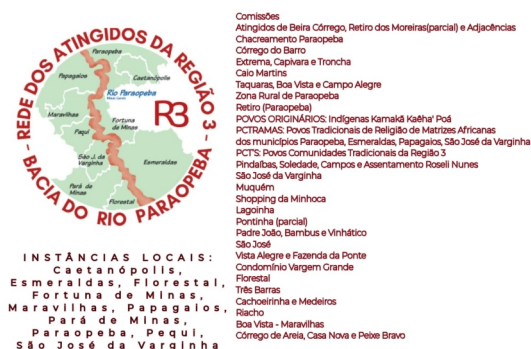 REDE DOS ATINGIDOS DA REGIÃO 3 -
BACIA DO RIO PARAOPEBA -
Paraopeba
Papagaios
Caetanópolis
Rio Paraopeba
R3
Maravilhas
Fortuna
de Minas
Pequi
São J. da
Varginha
Esmeraldas
Pará de
Minas
Florestal
INSTÂNCIAS LOCAIS:
Caetanópolis,
Esmeraldas, Florestal,
Fortuna de Minas,
Maravilhas, Papagaios,
Pará de Minas,
Paraopeba, Pequi,
São José da Varginha
Comissões
Atingidos de Beira Córrego, Retiro dos Moreiras(parcial) e Adjacências
Chacreamento Paraopeba
Córrego do Barro
Extrema, Capivara e Troncha
Caio Martins
Taquaras, Boa Vista e Campo Alegre
Zona Rural de Paraopeba
Retiro (Paraopeba)
POVOS ORIGINÁRIOS: Indígenas Kamakã Kaêha' Poá
PCTRAMAS: Povos Tradicionais de Religião de Matrizes Africanas
dos municípios Paraopeba, Esmeraldas, Papagaios, São José da Varginha
PCT'S: Povos Comunidades Tradicionais da Região 3
Pindaíbas, Soledade, Campos e Assentamento Roseli Nunes
São José da Varginha
Muquém
Shopping da Minhoca
Lagoinha
Pontinha (parcial)
Padre João, Bambus e Vinhático
São José
Vista Alegre e Fazenda da Ponte
Condomínio Vargem Grande
Florestal
Três Barras
Cachoeirinha e Medeiros
Riacho
Boa Vista - Maravilhas
Córrego de Areia, Casa Nova e Peixe Bravo